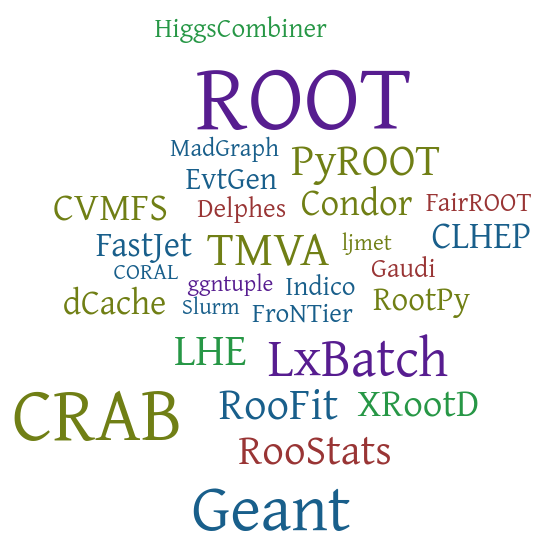 HiggsCombiner
ROOT
MadGraph
PyROOT
EvtGen
CVMFS
Delphes
Condor
FairROOT
FastJet
TMVA
ljmet
CLHEP
CORAL
ggntuple
Indico
Gaudi
dCache
Slurm
FroNTier
RootPy
LHE
LxBatch
CRAB
RooFit
XRootD
RooStats
Geant